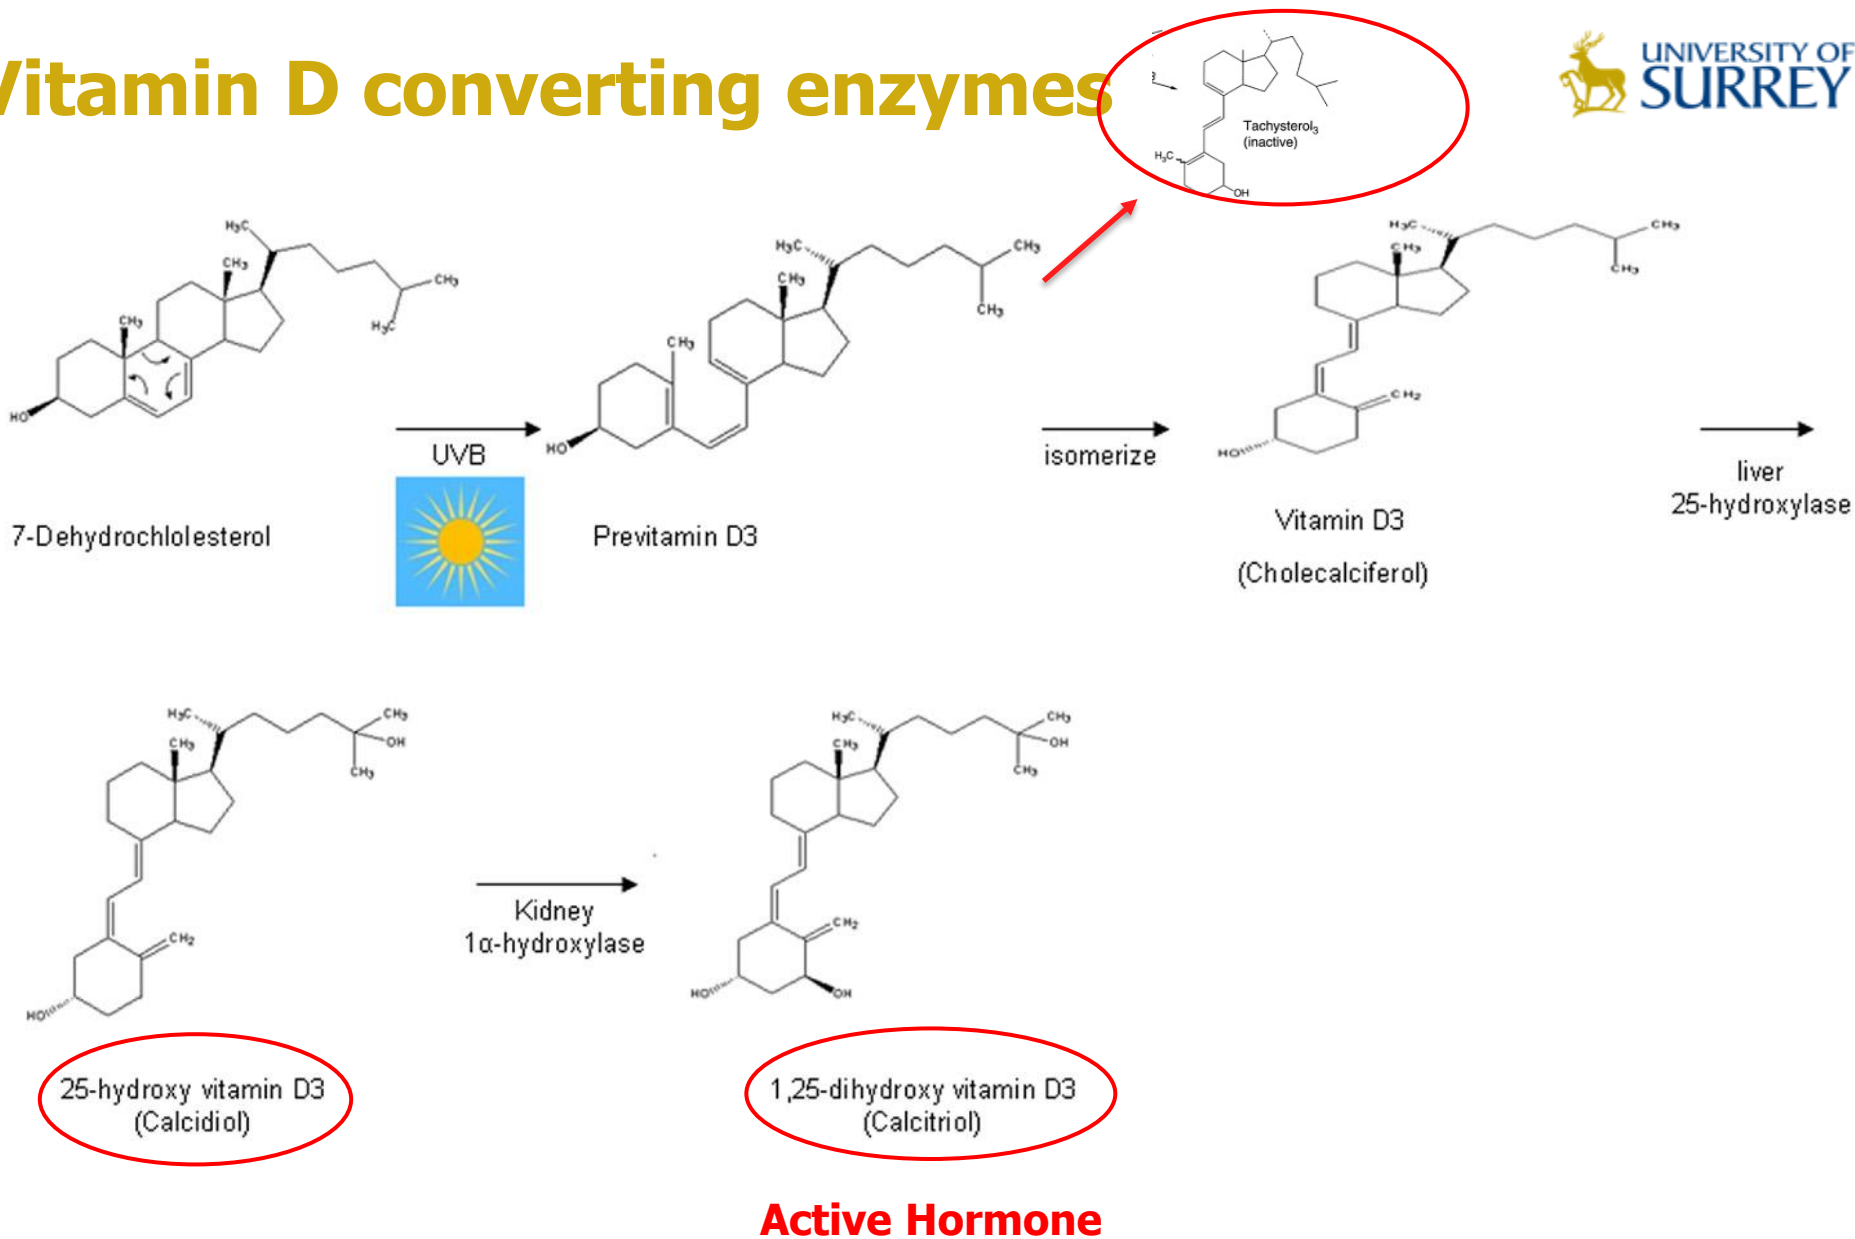 Vitamin D converting enzymes
UNIVERSITY OF
SURREY
Tachysterol3
(inactive)
H3C
OH
H3C
CH3
CH3
H3C
CH3
HO
H3C
CH3
CH3
CH3
CH3
HO
H3C
CH3
CH3
CH3
CH2
HO
UVB
isomerize
liver
25-hydroxylase
7-Dehydrochlolesterol
Previtamin D3
Vitamin D3
(Cholecalciferol)
H3C
CH3
CH3
OH
CH3
CH2
HO
H3C
CH3
CH3
OH
CH3
CH2
HO
OH
Kidney
1α-hydroxylase
25-hydroxy vitamin D3
(Calcidiol)
1,25-dihydroxy vitamin D3
(Calcitriol)
Active Hormone